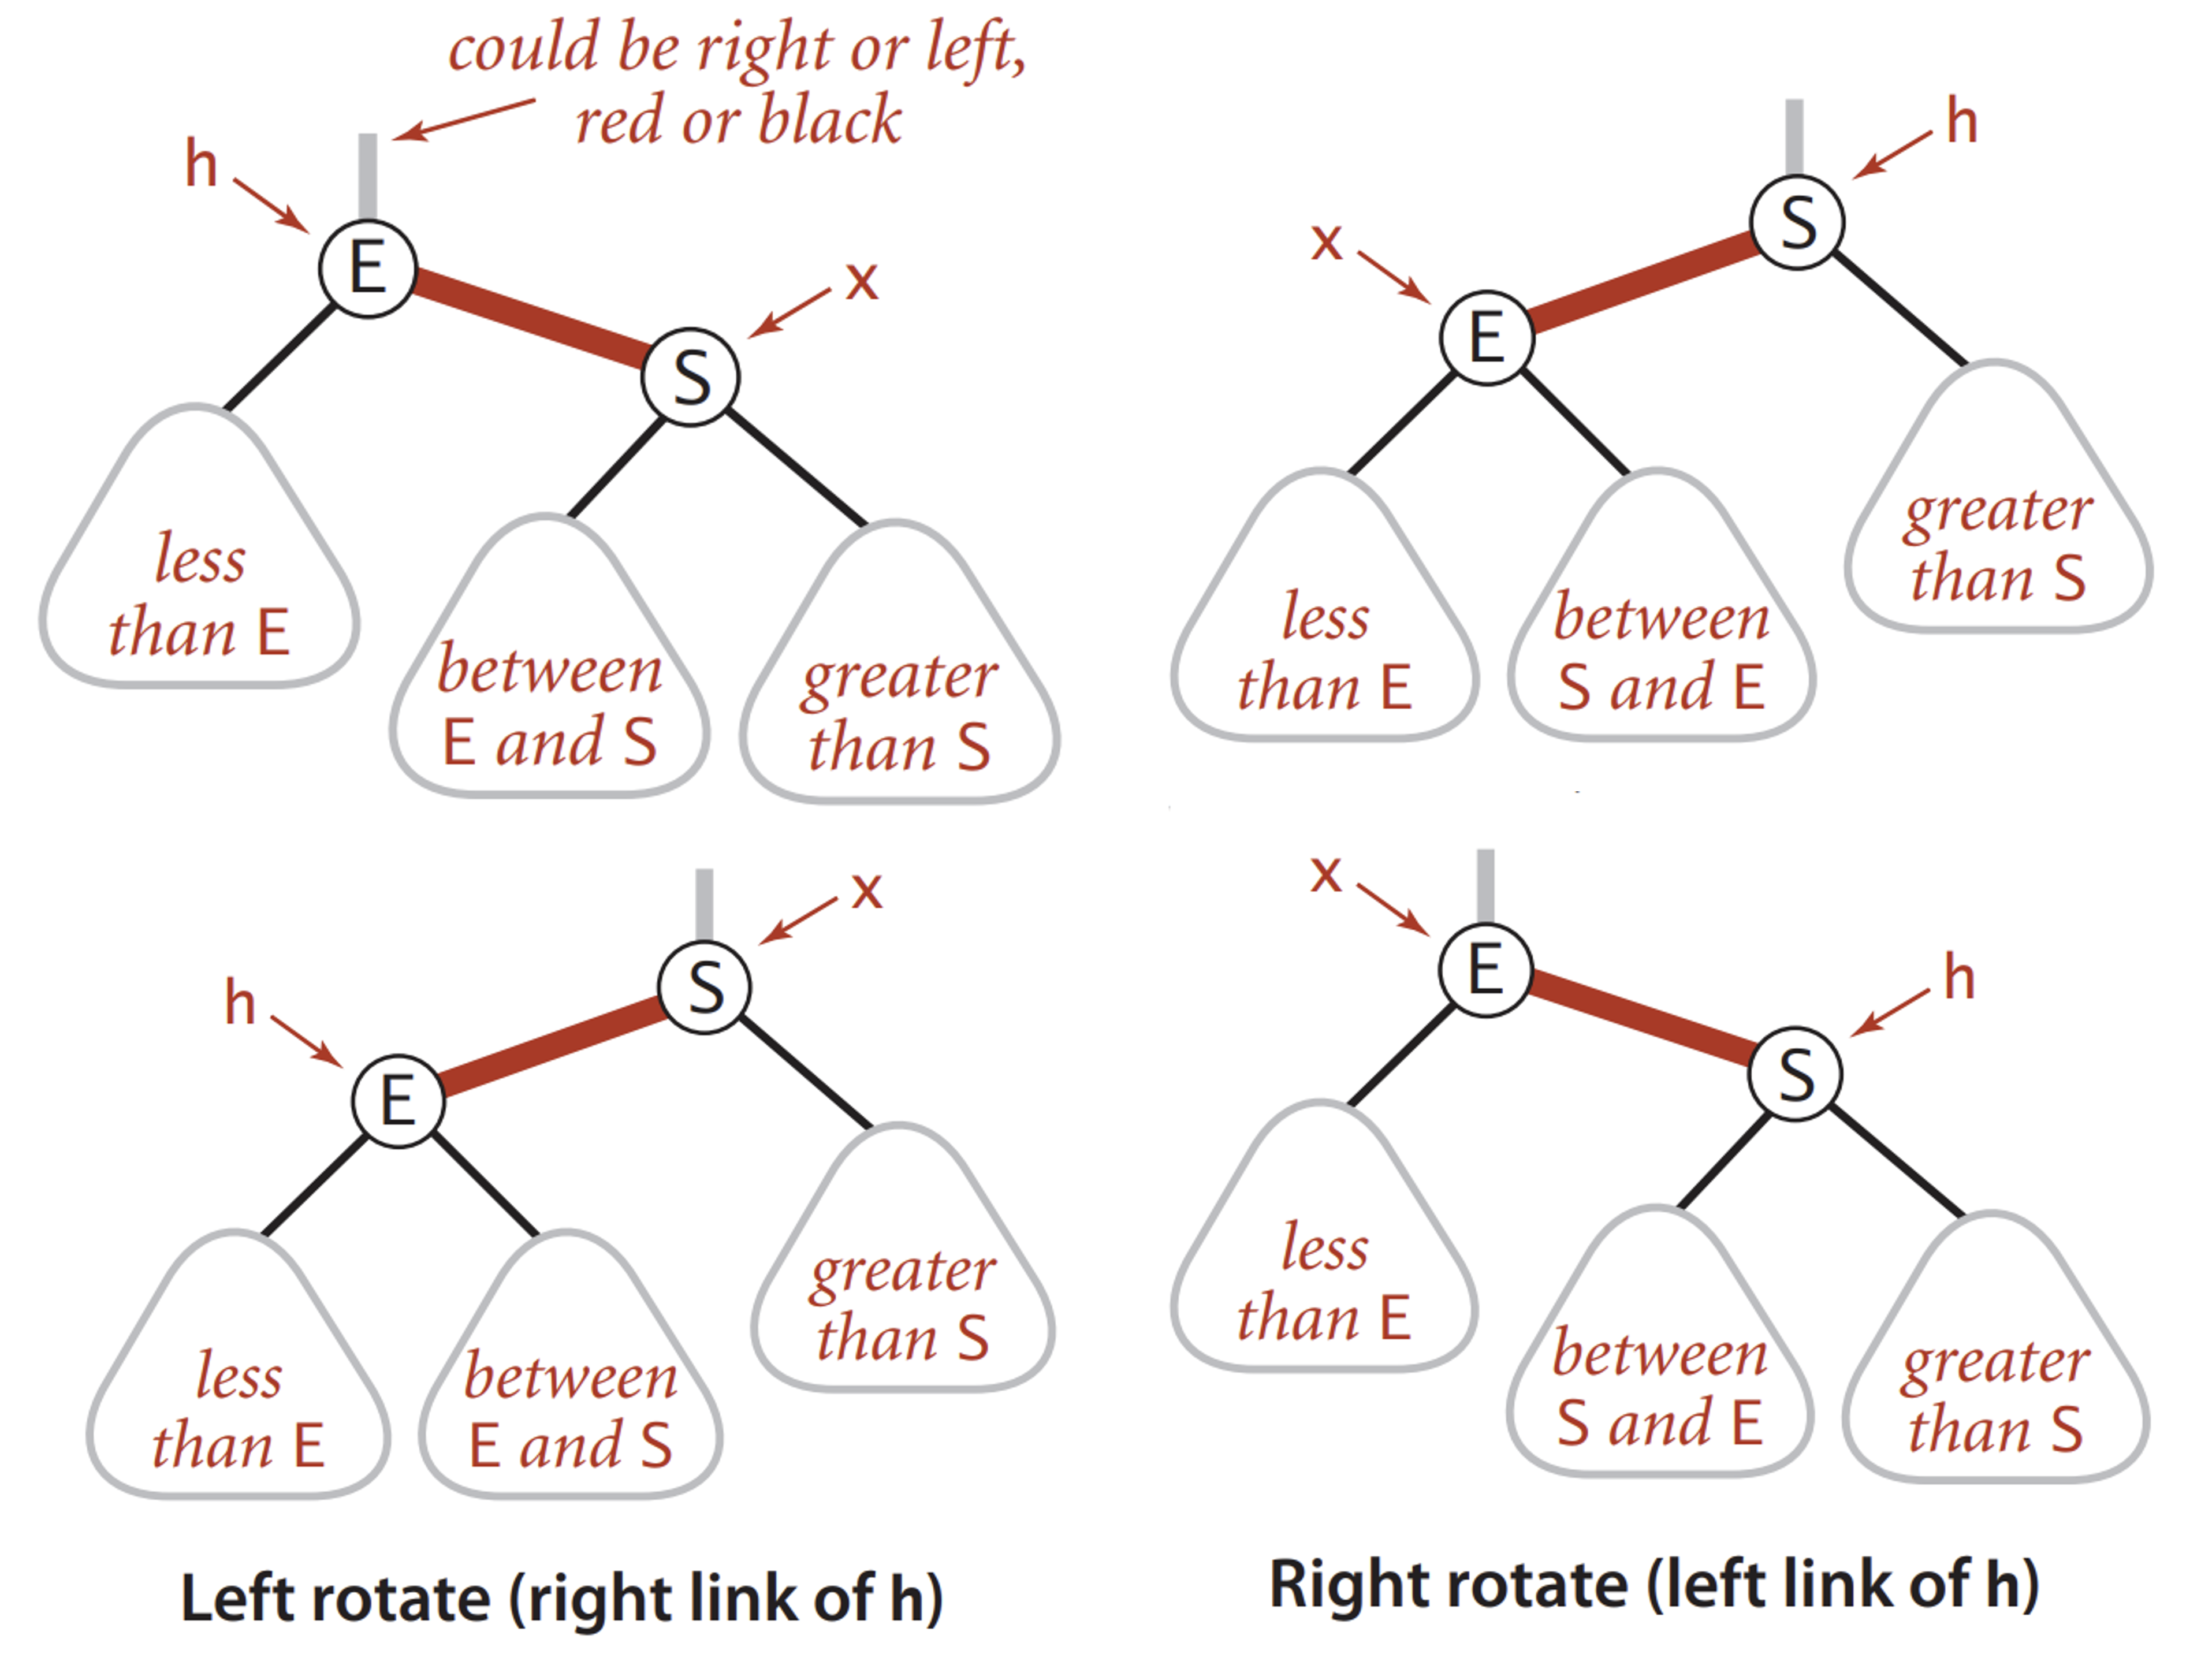 could be right or left,
red or black
h
E
x
S
less
than E
between
E and S
greater
than S
x
S
h
E
less
than E
between
E and S
greater
than S
Left rotate (right link of h)
h
S
x
E
less
than E
between
S and E
greater
than S
x
E
h
S
less
than E
between
S and E
greater
than S
Right rotate (left link of h)